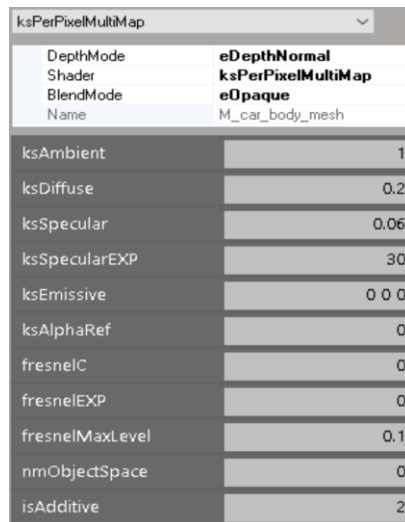 ksPerPixelMultiMap
DepthMode eDepthNormal
Shader ksPerPixelMultiMap
BlendMode eOpaque
Name M_car_body_mesh
ksAmbient 1
ksDiffuse 0.2
ksSpecular 0.06
ksSpecularEXP 30
ksEmissive 0 0 0
ksAlphaRef 0
fresnelC 0
fresnelEXP 0
fresnelMaxLevel 0.1
nmObjectSpace 0
isAdditive 2